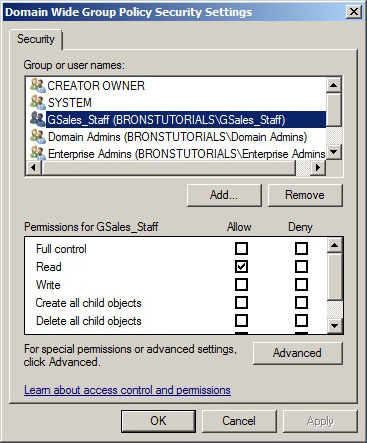 Domain Wide Group Policy Security Settings
Security
Group or user names:
CREATOR OWNER
SYSTEM
GSales_Staff (BRONSTUTORIALS\GSales_Staff)
Domain Admins (BRONSTUTORIALS\Domain Admins)
Enterprise Admins (BRONSTUTORIALS\Enterprise Admins
Add... Remove
Permissions for GSales_Staff Allow Deny
Full control
Read
Write
Create all child objects
Delete all child objects
For special permissions or advanced settings,
click Advanced.
Advanced
Learn about access control and permissions
OK Cancel Apply